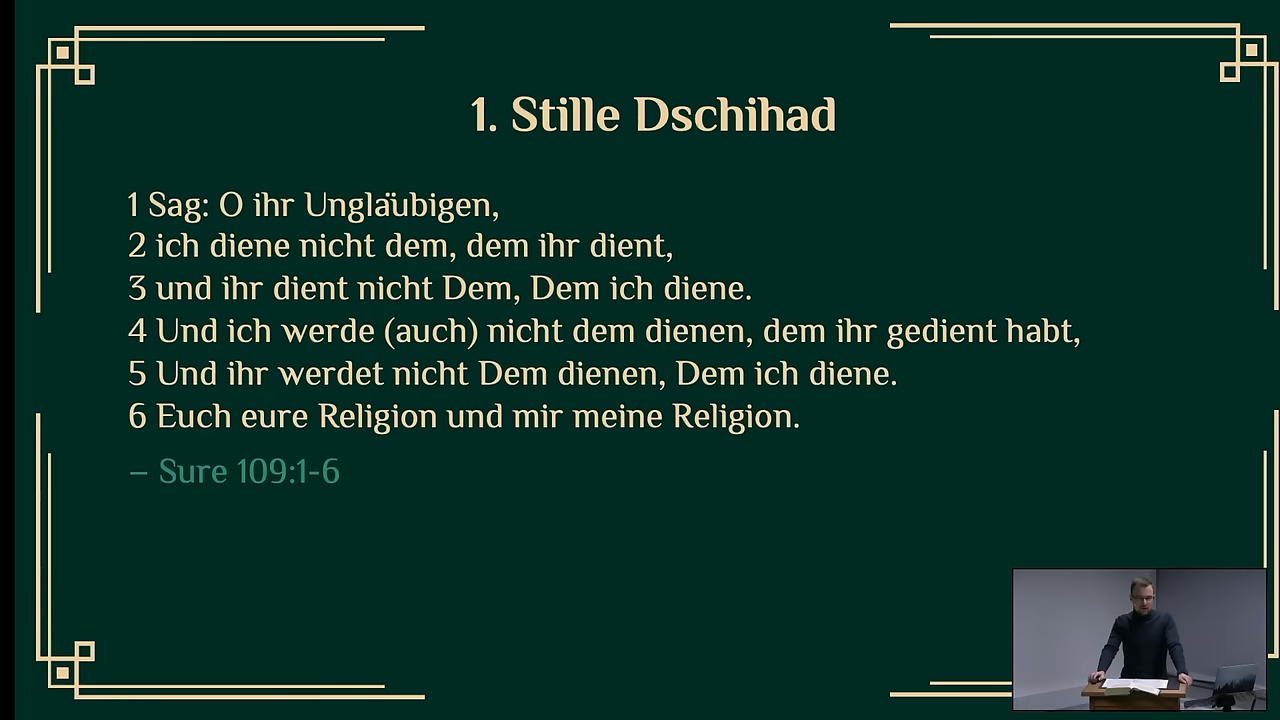 1. Stille Dschihad
1 Sag: O ihr Ungläubigen,
2 ich diene nicht dem, dem ihr dient,
3 und ihr dient nicht Dem, Dem ich diene.
4 Und ich werde (auch) nicht dem dienen, dem ihr gedient habt,
5 Und ihr werdet nicht Dem dienen, Dem ich diene.
6 Euch eure Religion und mir meine Religion.
– Sure 109:1-6